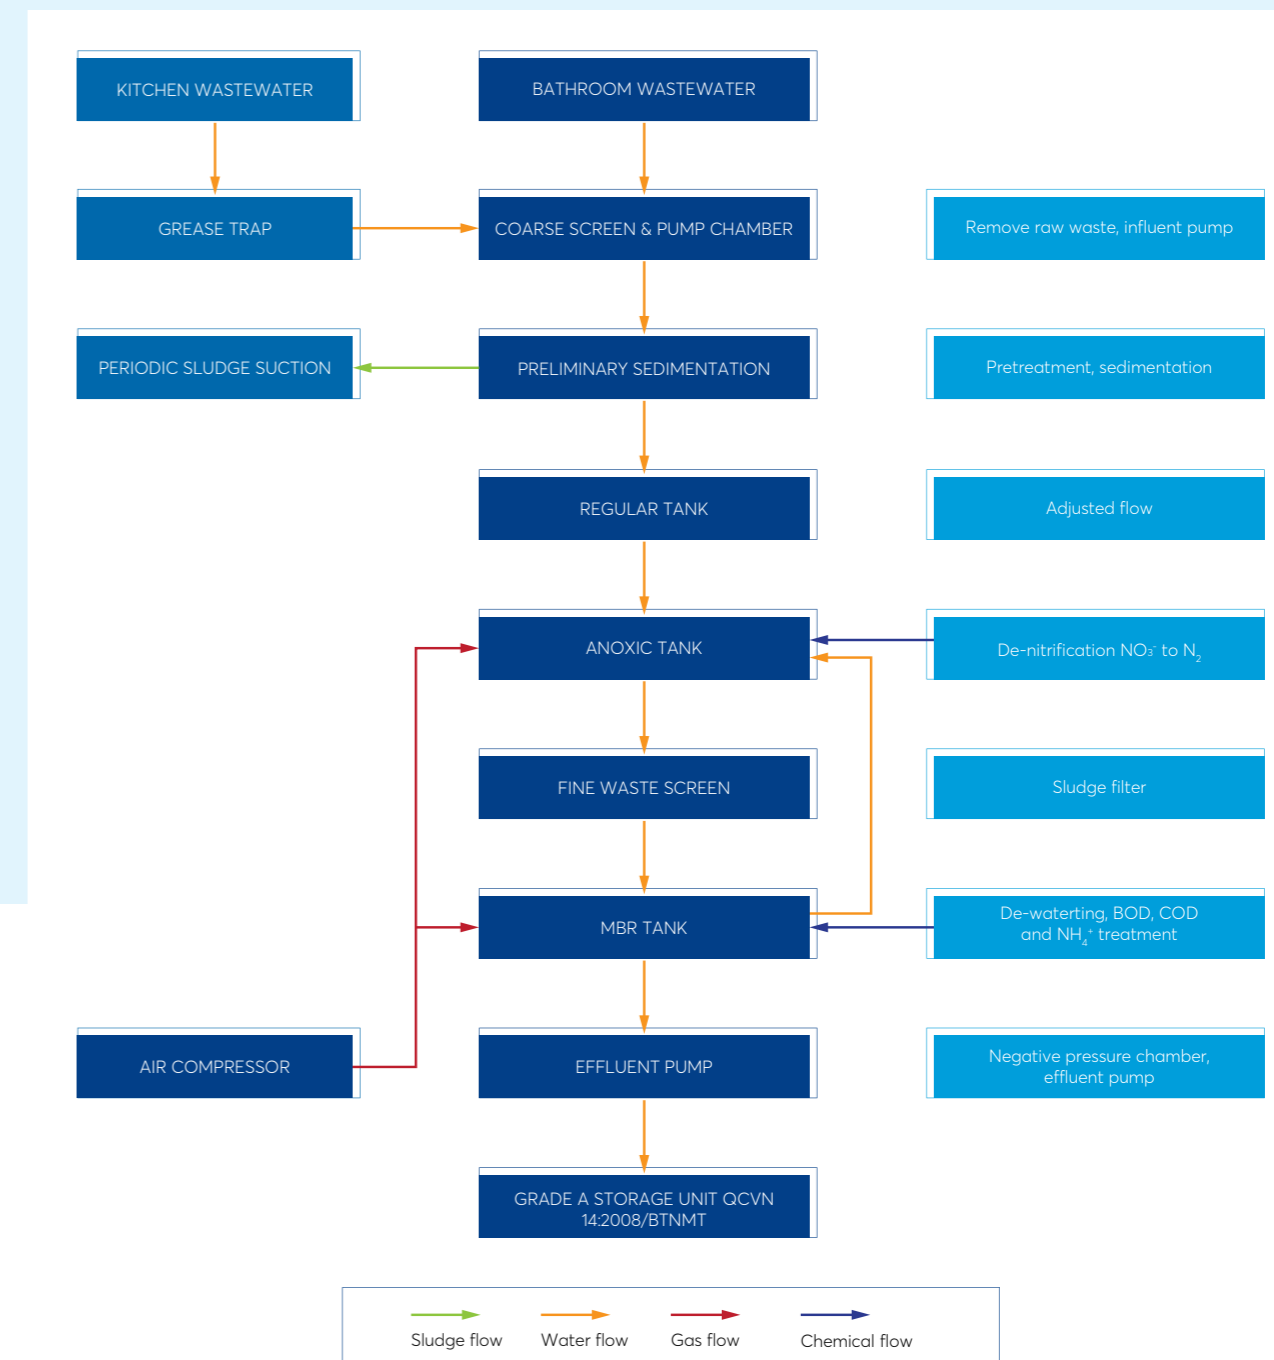 KITCHEN WASTEWATER
BATHROOM WASTEWATER
GREASE TRAP
COARSE SCREEN & PUMP CHAMBER
Remove raw waste, influent pump
PERIODIC SLUDGE SUCTION
PRELIMINARY SEDIMENTATION
Pretreatment, sedimentation
REGULAR TANK
Adjusted flow
ANOXIC TANK
De-nitrification NO₃⁻ to N₂
FINE WASTE SCREEN
Sludge filter
MBR TANK
De-waterting, BOD, COD
and NH₄⁺ treatment
AIR COMPRESSOR
EFFLUENT PUMP
Negative pressure chamber,
effluent pump
GRADE A STORAGE UNIT QCVN
14:2008/BTNMT
Sludge flow
Water flow
Gas flow
Chemical flow